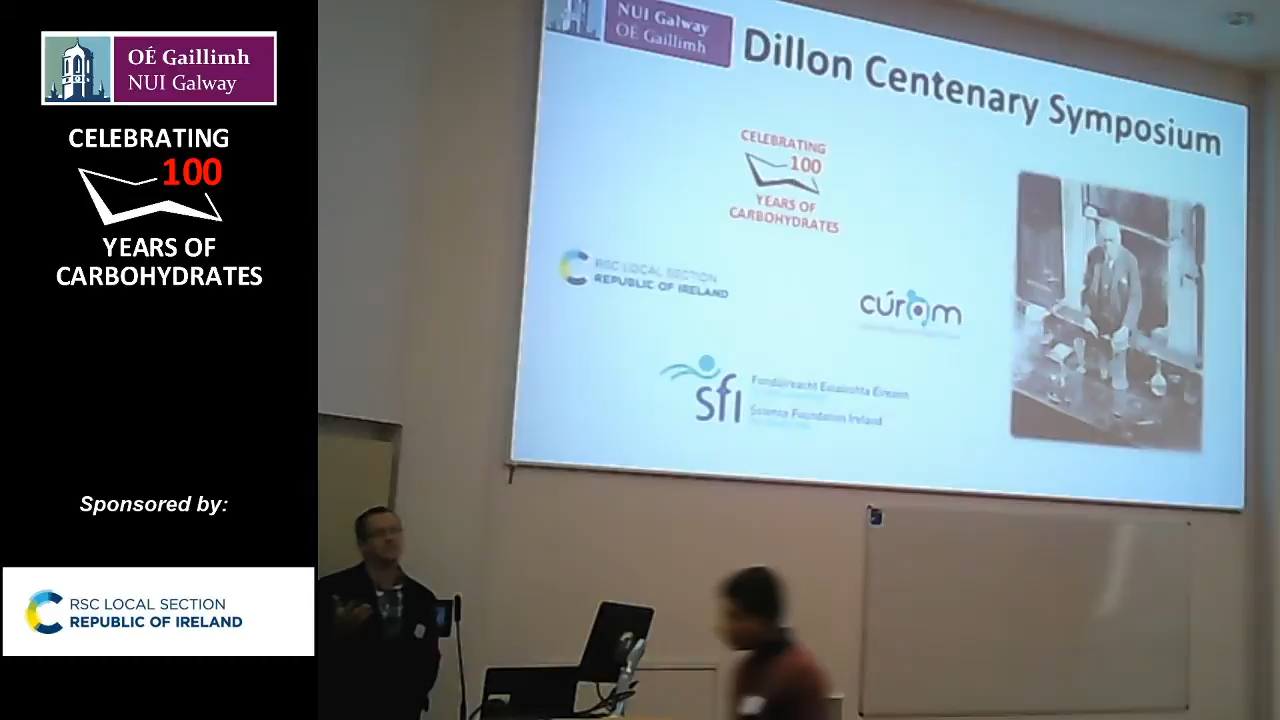 OÉ Gaillimh
NUI Galway
CELEBRATING
100
YEARS OF
CARBOHYDRATES
Sponsored by:
RSC LOCAL SECTION
REPUBLIC OF IRELAND
NUI Galway
OÉ Gaillimh
Dillon Centenary Symposium
CELEBRATING
100
YEARS OF
CARBOHYDRATES
RSC LOCAL SECTION
REPUBLIC OF IRELAND
cúram
sfi
Fondúireacht Eolaíochta Éireann
Science Foundation Ireland